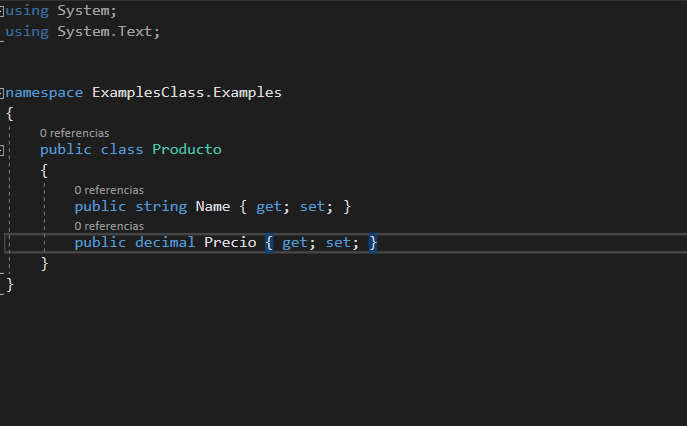 using System;
using System.Text;
namespace ExamplesClass.Examples
{
0 referencias
public class Producto
{
0 referencias
public string Name { get; set; }
0 referencias
public decimal Precio { get; set; }
}
}